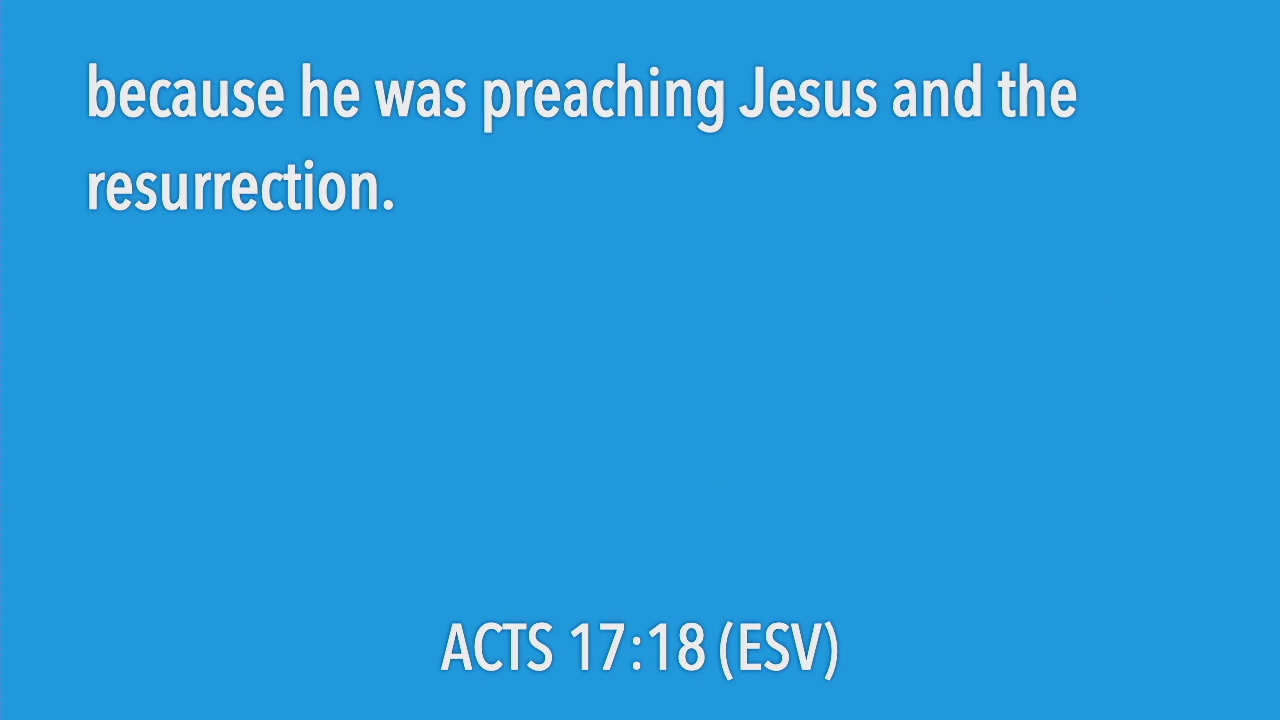 because he was preaching Jesus and the
resurrection.
ACTS 17:18 (ESV)